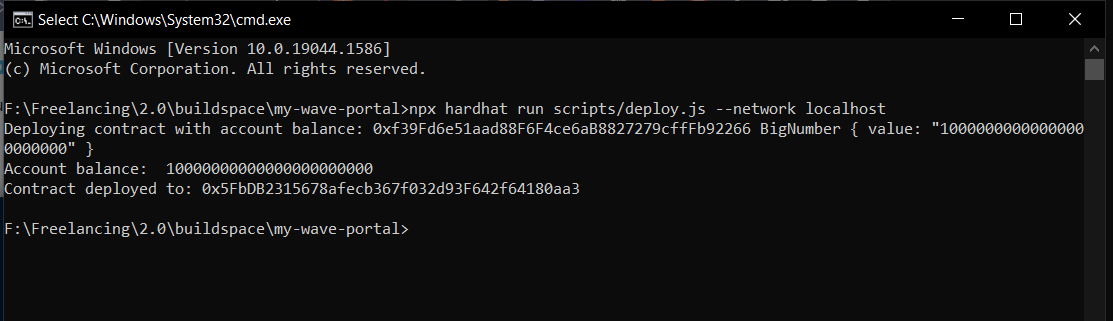 Select C:\Windows\System32\cmd.exe
Microsoft Windows [Version 10.0.19044.1586]
(c) Microsoft Corporation. All rights reserved.
F:\Freelancing\2.0\buildspace\my-wave-portal>npx hardhat run scripts/deploy.js --network localhost
Deploying contract with account balance: 0xf39Fd6e51aad88F6F4ce6aB8827279cffFb92266 BigNumber { value: "1000000000000000
0000000" }
Account balance:  10000000000000000000000
Contract deployed to: 0x5FbDB2315678afecb367f032d93F642f64180aa3
F:\Freelancing\2.0\buildspace\my-wave-portal>